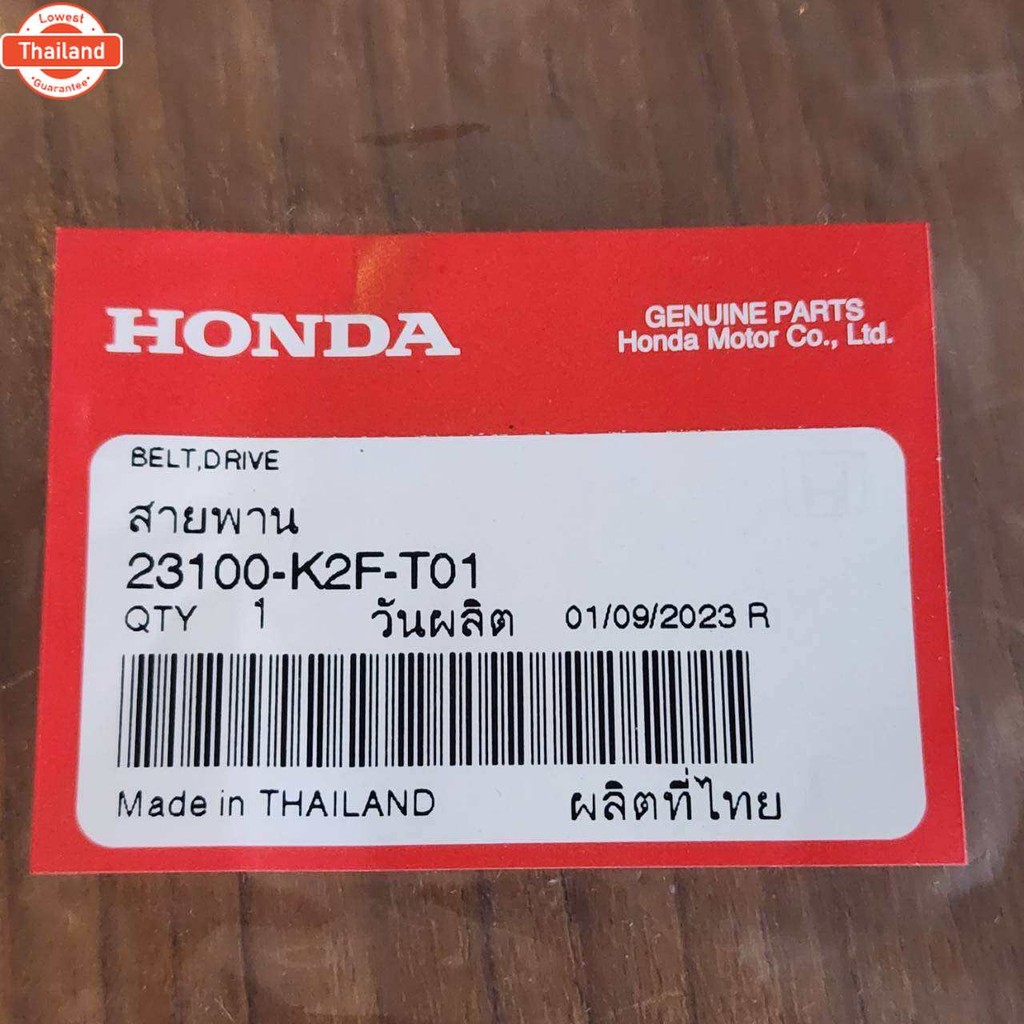 Lowest
Thailand
Guarantee
HONDA
GENUINE PARTS
Honda Motor Co., Ltd.
BELT,DRIVE
สายพาน
23100-K2F-T01
QTY 1 วันผลิต 01/09/2023 R
Made in THAILAND ผลิตที่ไทย